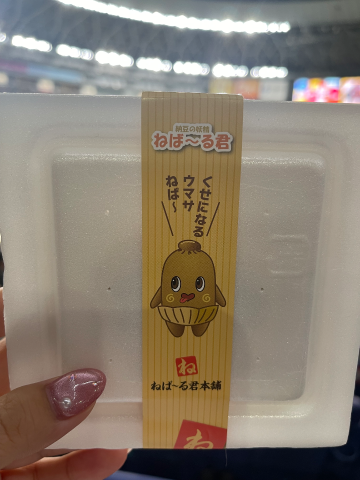 納豆の妖精
ねば〜る君
くせになる
ウマサ
ねば〜
ね
ねば〜る君本舗
ね